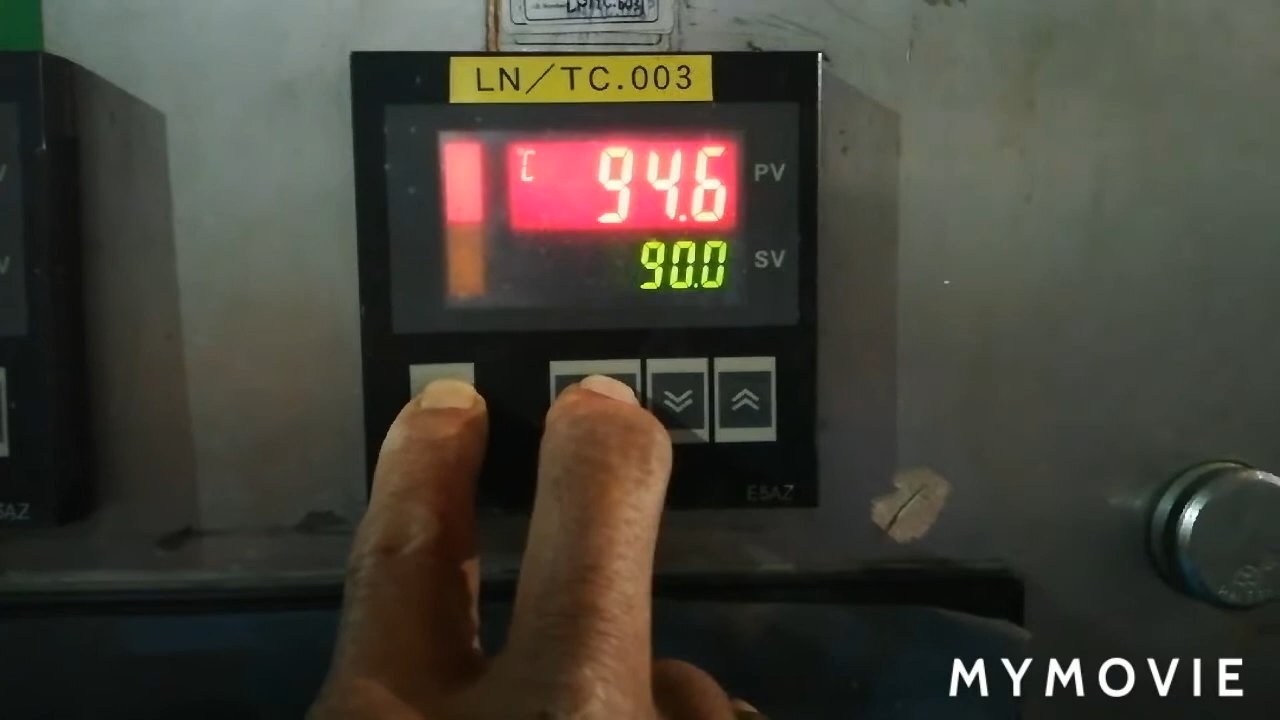 LN/TC.003
℃ 94.6 PV
90.0 SV
E5AZ
MYMOVIE